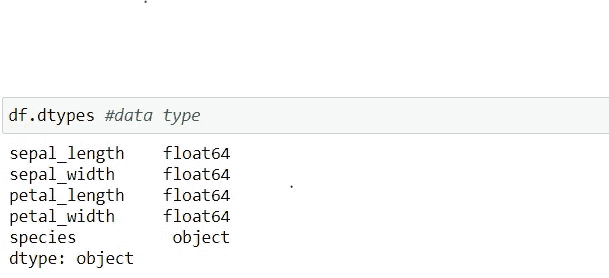 df.dtypes #data type
sepal_length    float64
sepal_width     float64
petal_length    float64
petal_width     float64
species          object
dtype: object